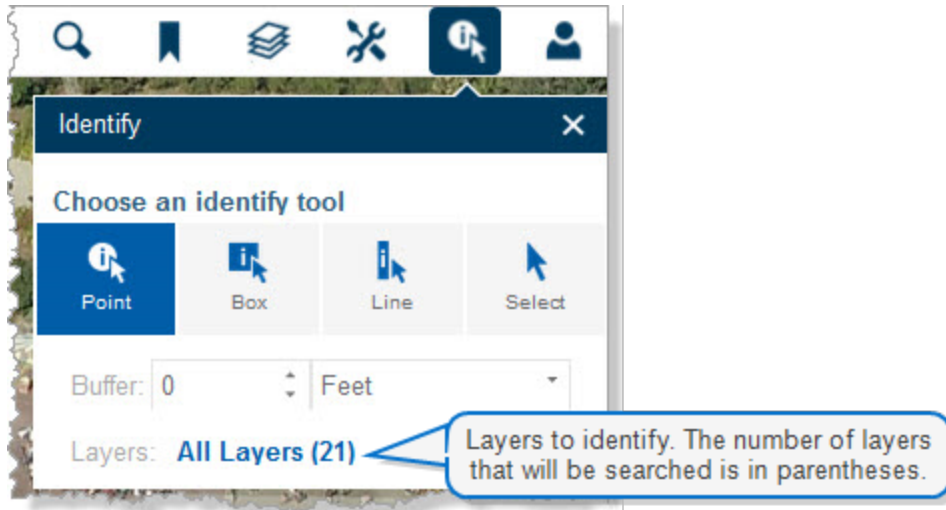 Identify
Choose an identify tool
Point Box Line Select
Buffer: 0 Feet
Layers: All Layers (21)
Layers to identify. The number of layers
that will be searched is in parentheses.